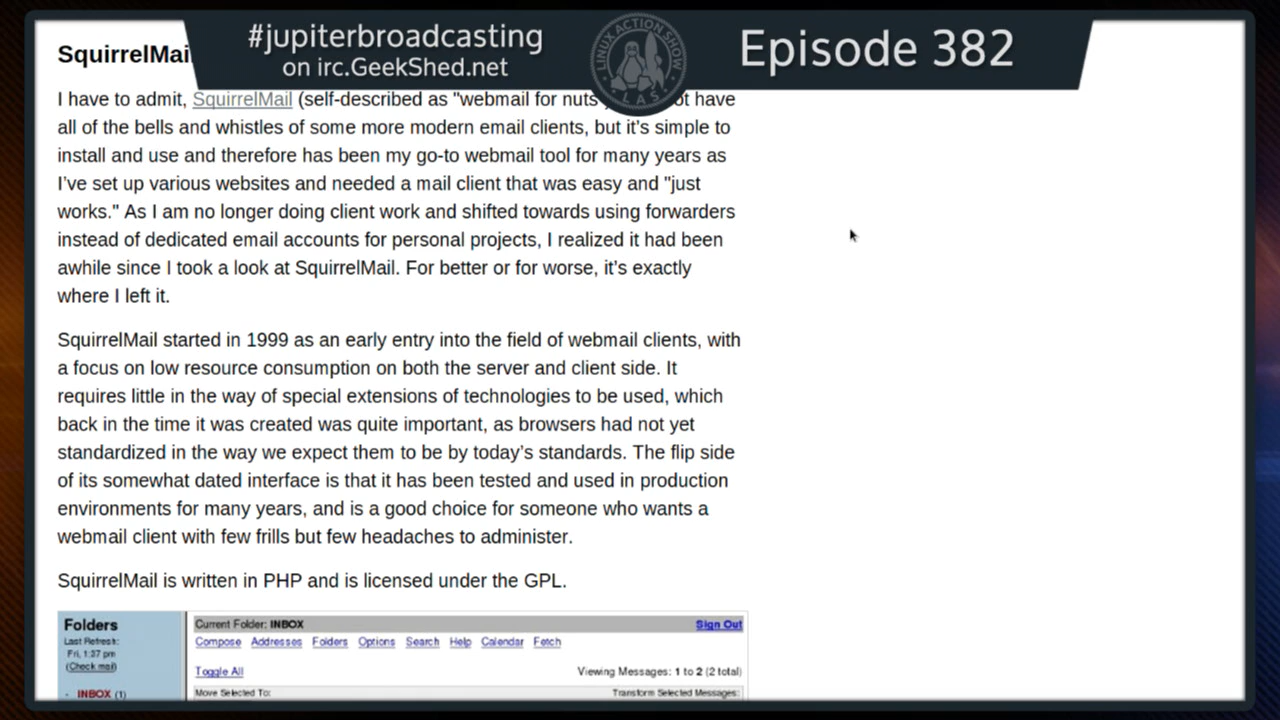 #jupiterbroadcasting
on irc.GeekShed.net
LINUX ACTION SHOW
L.A.S.
Episode 382
SquirrelMai
I have to admit, SquirrelMail (self-described as "webmail for nuts ot have
all of the bells and whistles of some more modern email clients, but it's simple to
install and use and therefore has been my go-to webmail tool for many years as
I've set up various websites and needed a mail client that was easy and "just
works." As I am no longer doing client work and shifted towards using forwarders
instead of dedicated email accounts for personal projects, I realized it had been
awhile since I took a look at SquirrelMail. For better or for worse, it's exactly
where I left it.
SquirrelMail started in 1999 as an early entry into the field of webmail clients, with
a focus on low resource consumption on both the server and client side. It
requires little in the way of special extensions of technologies to be used, which
back in the time it was created was quite important, as browsers had not yet
standardized in the way we expect them to be by today's standards. The flip side
of its somewhat dated interface is that it has been tested and used in production
environments for many years, and is a good choice for someone who wants a
webmail client with few frills but few headaches to administer.
SquirrelMail is written in PHP and is licensed under the GPL.
Folders
Last Refresh:
Fri, 1:37 pm
(Check mail)
- INBOX (1)
Current Folder: INBOX Sign Out
Compose Addresses Folders Options Search Help Calendar Fetch
Toggle All Viewing Messages: 1 to 2 (2 total)
Move Selected To: Transform Selected Messages: